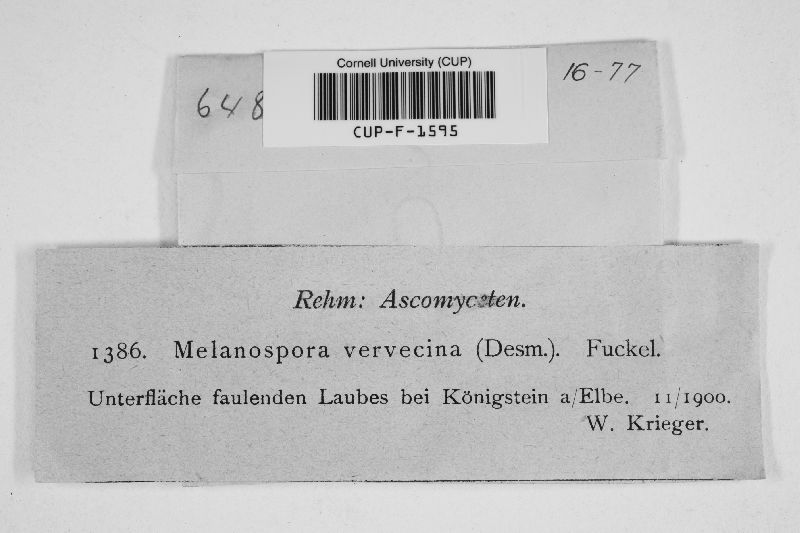 Cornell University (CUP)
CUP-F-1595
648
16-77
Rehm: Ascomyceten.
1386. Melanospora vervecina (Desm.). Fuckel.
Unterfläche faulenden Laubes bei Königstein a/Elbe. 11/1900.
W. Krieger.